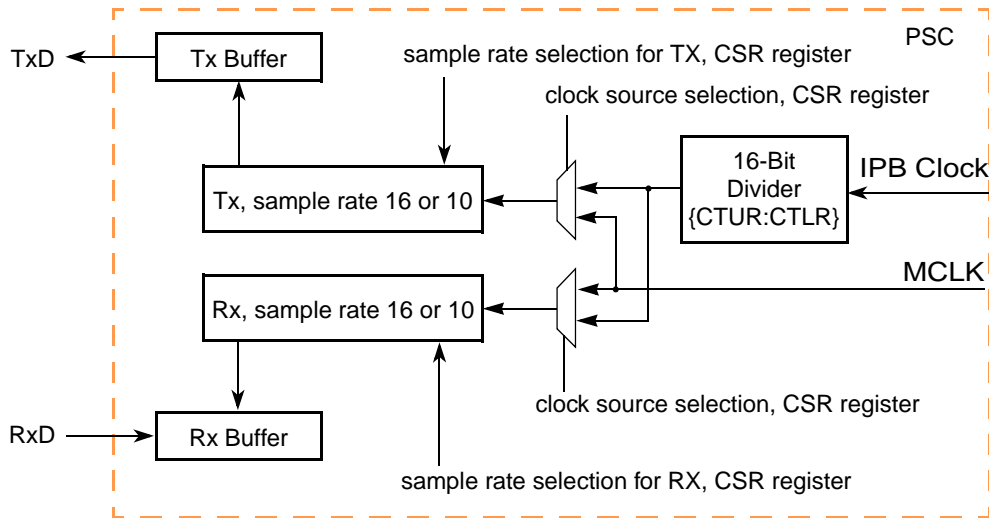 PSC
TxD
Tx Buffer
sample rate selection for TX, CSR register
clock source selection, CSR register
16-Bit
Divider
{CTUR:CTLR}
IPB Clock
Tx, sample rate 16 or 10
MCLK
Rx, sample rate 16 or 10
clock source selection, CSR register
RxD
Rx Buffer
sample rate selection for RX, CSR register